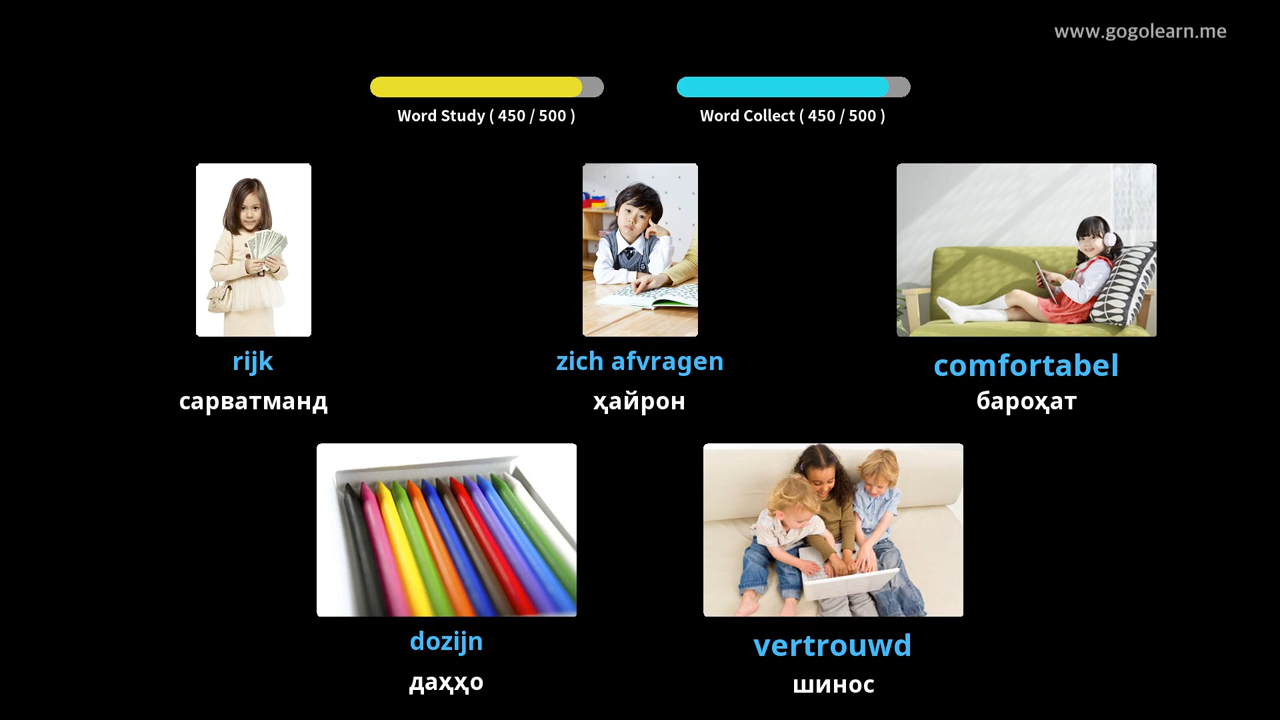 www.gogolearn.me
Word Study ( 450 / 500 )
Word Collect ( 450 / 500 )
rijk
сарватманд
zich afvragen
ҳайрон
comfortabel
бароҳат
dozijn
даҳҳо
vertrouwd
шинос